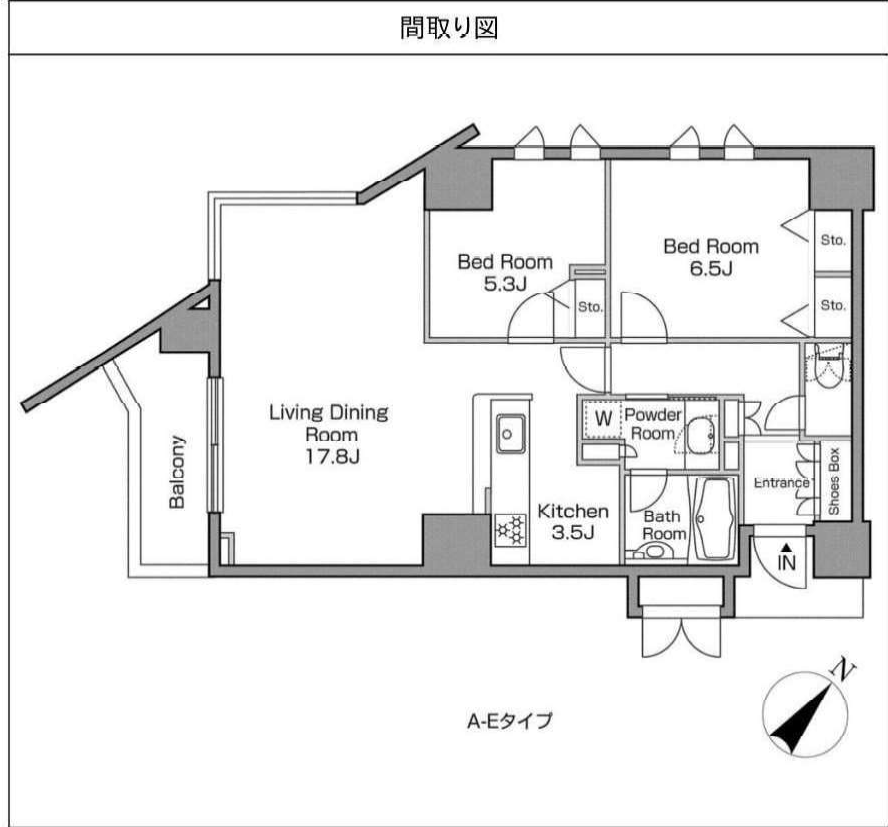 間取り図
Bed Room
5.3J
Sto.
Bed Room
6.5J
Sto.
Sto.
Living Dining
Room
17.8J
W
Powder
Room
Balcony
Kitchen
3.5J
Bath
Room
Entrance
Shoes Box
IN
N
A-Eタイプ